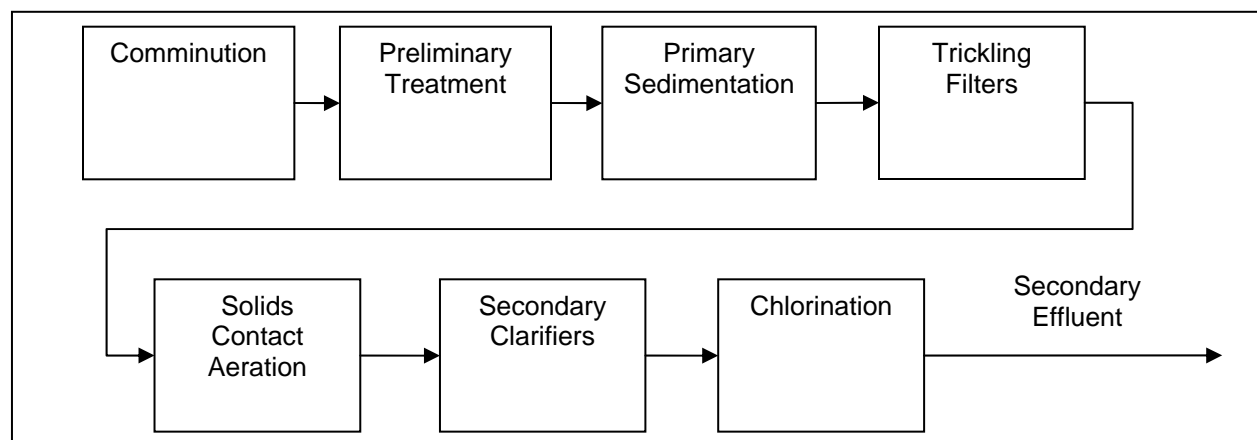 Comminution
Preliminary
Treatment
Primary
Sedimentation
Trickling
Filters
Solids
Contact
Aeration
Secondary
Clarifiers
Chlorination
Secondary
Effluent